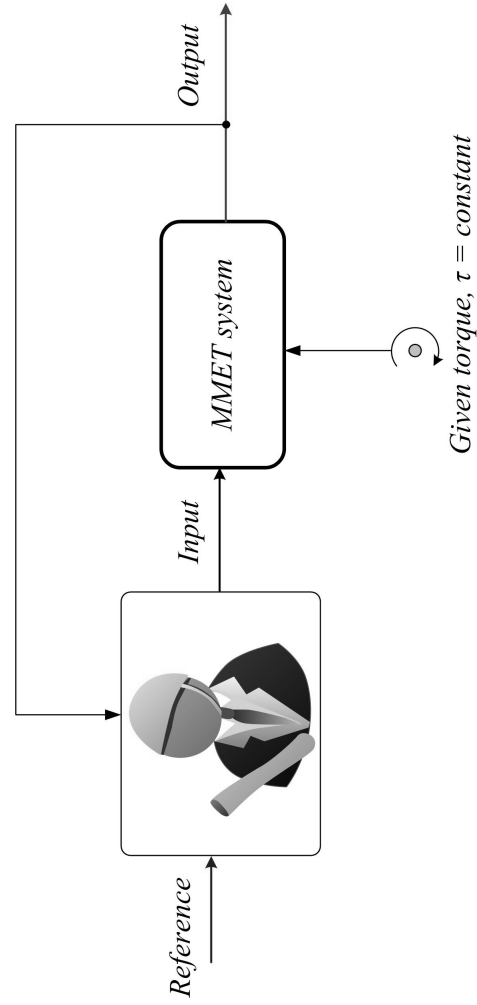 Reference
Input
MMET system
Output
Given torque, τ = constant